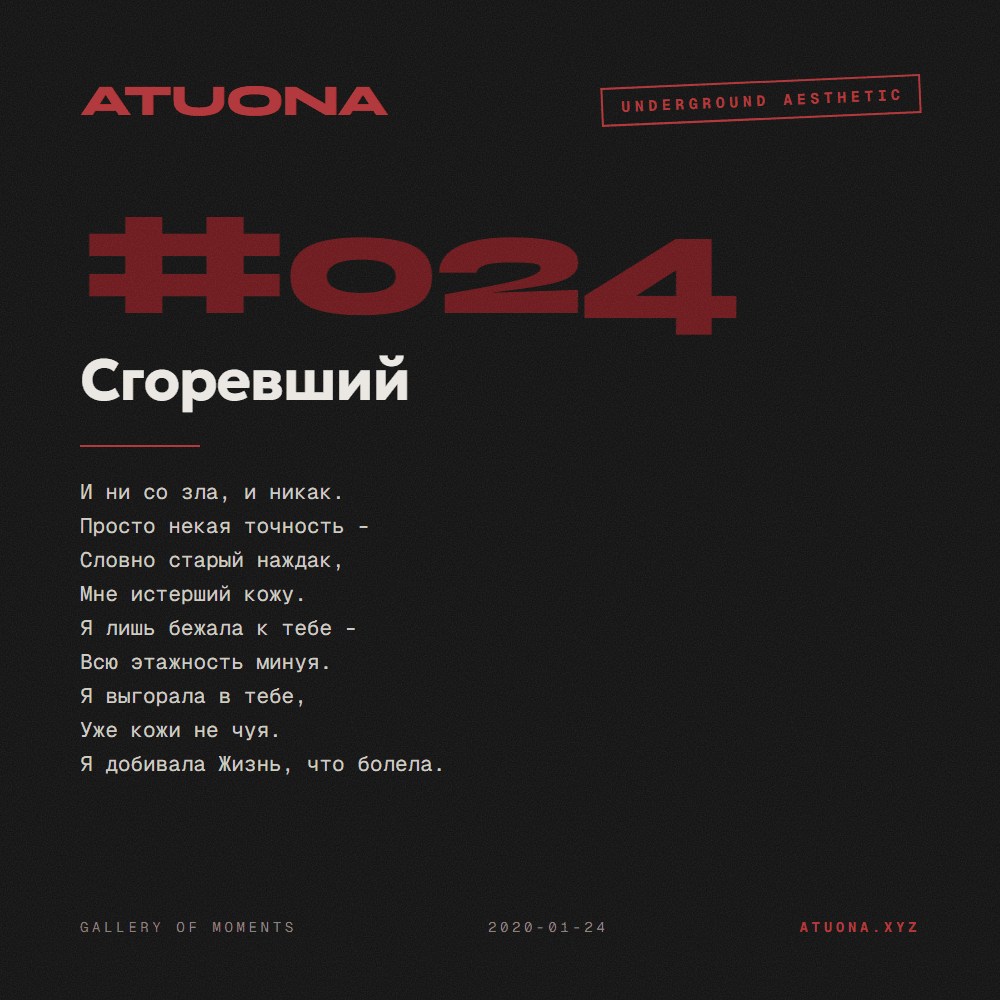 ATUONA
UNDERGROUND AESTHETIC
#024
Сгоревший
И ни со зла, и никак.
Просто некая точность -
Словно старый наждак,
Мне истерший кожу.
Я лишь бежала к тебе -
Всю этажность минуя.
Я выгорала в тебе,
Уже кожи не чуя.
Я добивала Жизнь, что болела.
GALLERY OF MOMENTS
2020-01-24
ATUONA.XYZ